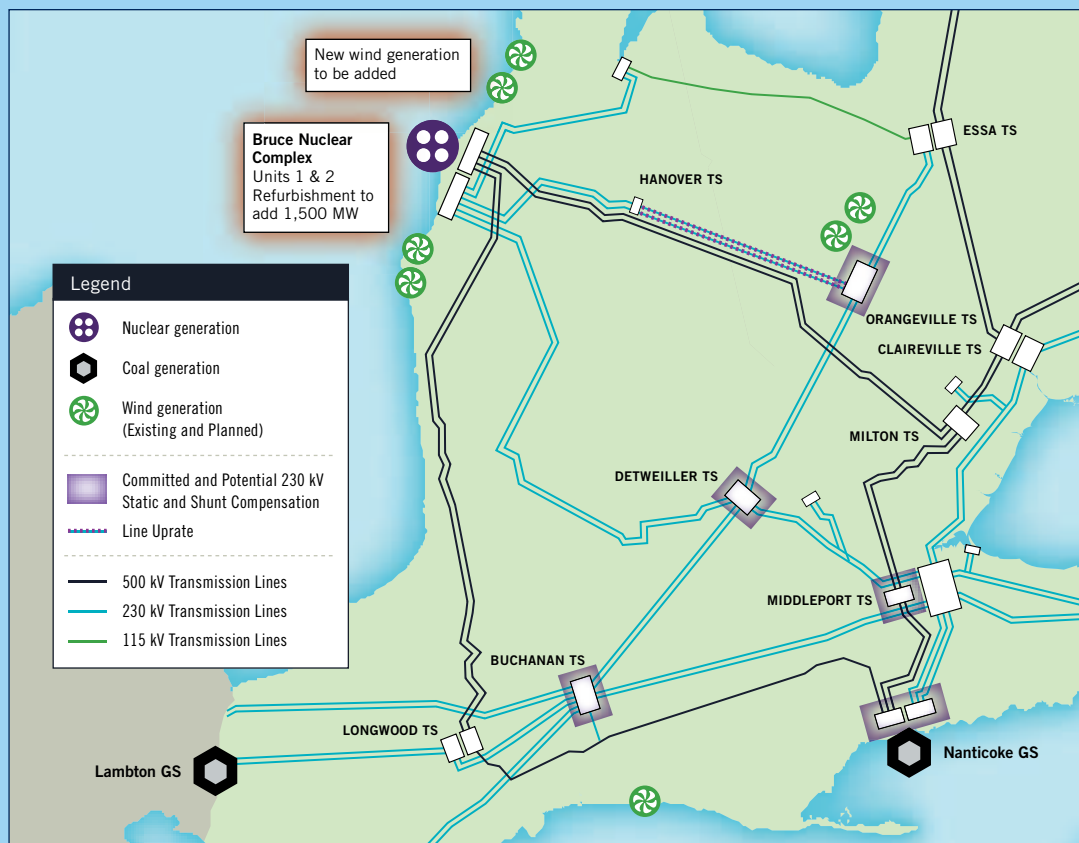 New wind generation
to be added
Bruce Nuclear
Complex
Units 1 & 2
Refurbishment to
add 1,500 MW
ESSA TS
HANOVER TS
Legend
Nuclear generation
Coal generation
Wind generation
(Existing and Planned)
Committed and Potential 230 kV
Static and Shunt Compensation
Line Uprate
500 kV Transmission Lines
230 kV Transmission Lines
115 kV Transmission Lines
ORANGEVILLE TS
CLAIREVILLE TS
MILTON TS
DETWEILLER TS
MIDDLEPORT TS
BUCHANAN TS
LONGWOOD TS
Lambton GS
Nanticoke GS